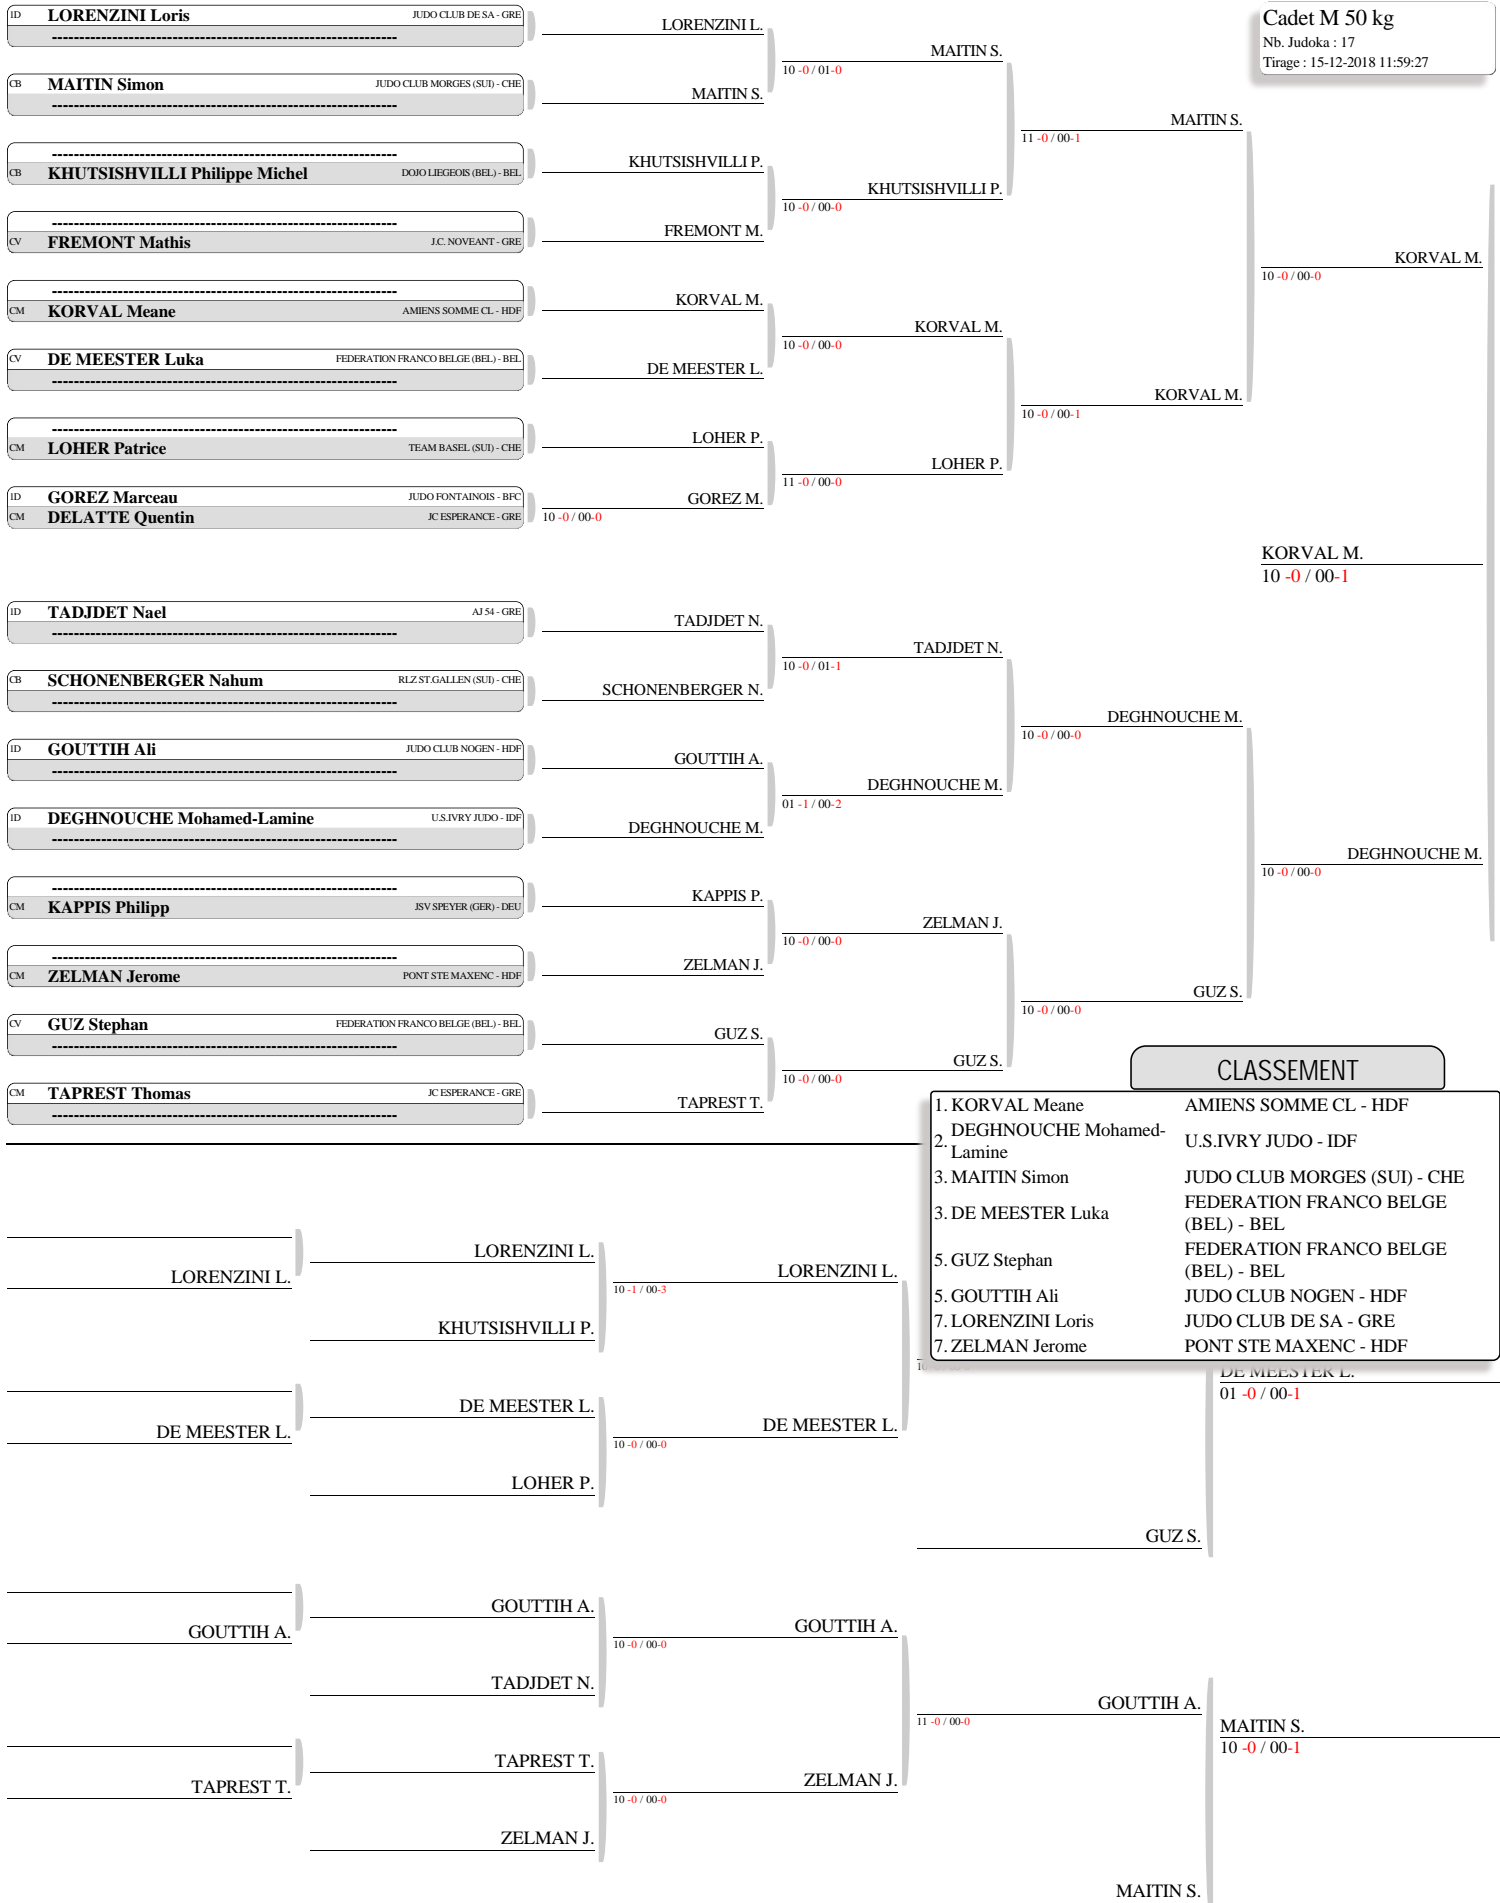 Cadet M 50 kg
Nb. Judoka : 17
Tirage : 15-12-2018 11:59:27
1D LORENZINI Loris JUDO CLUB DE SA - GRE
CB MAITIN Simon JUDO CLUB MORGES (SUI) - CHE
CB KHUTSISHVILLI Philippe Michel DOJO LIEGEOIS (BEL) - BEL
CV FREMONT Mathis J.C. NOVEANT - GRE
CM KORVAL Meane AMIENS SOMME CL - HDF
CV DE MEESTER Luka FEDERATION FRANCO BELGE (BEL) - BEL
CM LOHER Patrice TEAM BASEL (SUI) - CHE
1D GOREZ Marceau JUDO FONTAINOIS - BFC
CM DELATTE Quentin JC ESPERANCE - GRE
1D TADJDET Nael AJ 54 - GRE
CB SCHONENBERGER Nahum RLZ ST.GALLEN (SUI) - CHE
1D GOUTTIH Ali JUDO CLUB NOGEN - HDF
1D DEGHNOUCHE Mohamed-Lamine U.S.IVRY JUDO - IDF
CM KAPPIS Philipp JSV SPEYER (GER) - DEU
CM ZELMAN Jerome PONT STE MAXENC - HDF
CV GUZ Stephan FEDERATION FRANCO BELGE (BEL) - BEL
CM TAPREST Thomas JC ESPERANCE - GRE
LORENZINI L.
MAITIN S.
KHUTSISHVILLI P.
FREMONT M.
KORVAL M.
DE MEESTER L.
LOHER P.
GOREZ M.
10 -0 / 00-0
TADJDET N.
SCHONENBERGER N.
GOUTTIH A.
DEGHNOUCHE M.
KAPPIS P.
ZELMAN J.
GUZ S.
TAPREST T.
MAITIN S.
10 -0 / 01-0
KHUTSISHVILLI P.
10 -0 / 00-0
KORVAL M.
10 -0 / 00-0
LOHER P.
11 -0 / 00-0
TADJDET N.
10 -0 / 01-1
DEGHNOUCHE M.
01 -1 / 00-2
ZELMAN J.
10 -0 / 00-0
GUZ S.
10 -0 / 00-0
MAITIN S.
11 -0 / 00-1
KORVAL M.
10 -0 / 00-1
DEGHNOUCHE M.
10 -0 / 00-0
GUZ S.
10 -0 / 00-0
KORVAL M.
10 -0 / 00-0
DEGHNOUCHE M.
10 -0 / 00-0
KORVAL M.
10 -0 / 00-1
CLASSEMENT
1. KORVAL Meane AMIENS SOMME CL - HDF
2. DEGHNOUCHE Mohamed-
Lamine U.S.IVRY JUDO - IDF
3. MAITIN Simon JUDO CLUB MORGES (SUI) - CHE
3. DE MEESTER Luka FEDERATION FRANCO BELGE
(BEL) - BEL
5. GUZ Stephan FEDERATION FRANCO BELGE
(BEL) - BEL
5. GOUTTIH Ali JUDO CLUB NOGEN - HDF
7. LORENZINI Loris JUDO CLUB DE SA - GRE
7. ZELMAN Jerome PONT STE MAXENC - HDF
LORENZINI L.
DE MEESTER L.
GOUTTIH A.
TAPREST T.
LORENZINI L.
KHUTSISHVILLI P.
DE MEESTER L.
LOHER P.
GOUTTIH A.
TADJDET N.
TAPREST T.
ZELMAN J.
LORENZINI L.
10 -1 / 00-3
DE MEESTER L.
10 -0 / 00-0
GOUTTIH A.
10 -0 / 00-0
ZELMAN J.
10 -0 / 00-0
GUZ S.
GOUTTIH A.
11 -0 / 00-0
MAITIN S.
DE MEESTER L.
01 -0 / 00-1
MAITIN S.
10 -0 / 00-1